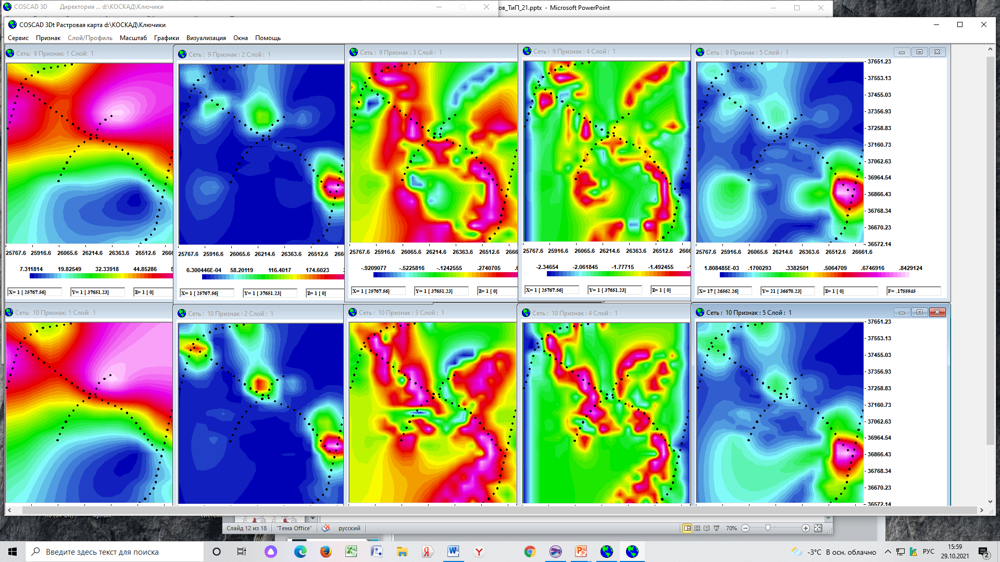 COSCAD 3D Директория ... d:\КОСКАД\Ключики
ов_ТиП_21.pptx - Microsoft PowerPoint
COSCAD 3Dt Растровая карта d:\КОСКАД\Ключики
Сервис Признак Слой/Профиль Масштаб Графики Визуализация Окна Помощь
Сеть: 9 Признак: 1 Слой: 1
Сеть : 9 Признак : 2 Слой : 1
Сеть : 9 Признак : 3 Слой : 1
Сеть : 9 Признак : 4 Слой : 1
Сеть : 9 Признак : 5 Слой : 1
37651.23
37553.13
37455.03
37356.93
37258.83
37160.73
37062.63
36964.54
36866.43
36768.34
36670.23
36572.14
25767.6 25916.6 26065.6 26214.6 26363.6 26512.6 266
25767.6 25916.6 26065.6 26214.6 26363.6 26512.6 266
25767.6 25916.6 26065.6 26214.6 26363.6 26512.6 266
25767.6 25916.6 26065.6 26214.6 26363.6 26512.6 266
25767.6 25916.6 26065.6 26214.6 26363.6 26512.6 26661.6
7.311814 19.82549 32.33918 44.85286 5
6.300446E-04 58.20119 116.4017 174.6023 2
-.9209077 -.5225816 -.1242555 .2740705 .6
-2.34654 -2.061845 -1.77715 -1.492455 -1
1.808485E-03 .1700293 .3382501 .5064709 .6746916 .8429124
X= 1 [ 25767.56] Y= 1 [ 37651.23] Z= 1 [ 0]
X= 1 [ 25767.56] Y= 1 [ 37651.23] Z= 1 [ 0]
X= 1 [ 25767.56] Y= 1 [ 37651.23] Z= 1 [ 0]
X= 1 [ 25767.56] Y= 1 [ 37651.23] Z= 1 [ 0]
X= 17 [ 26562.26] Y= 21 [ 36670.23] Z= 1 [ 0] F= .1755945
Сеть: 10 Признак: 1 Слой: 1
Сеть : 10 Признак : 2 Слой : 1
Сеть : 10 Признак : 3 Слой : 1
Сеть : 10 Признак : 4 Слой : 1
Сеть : 10 Признак : 5 Слой : 1
37651.23
37553.13
37455.03
37356.93
37258.83
37160.73
37062.63
36964.54
36866.43
36768.34
36670.23
36572.14
Слайд 12 из 18 "Тема Office" русский 70%
Введите здесь текст для поиска
-3°C В осн. облачно РУС 15:59
29.10.2021
2